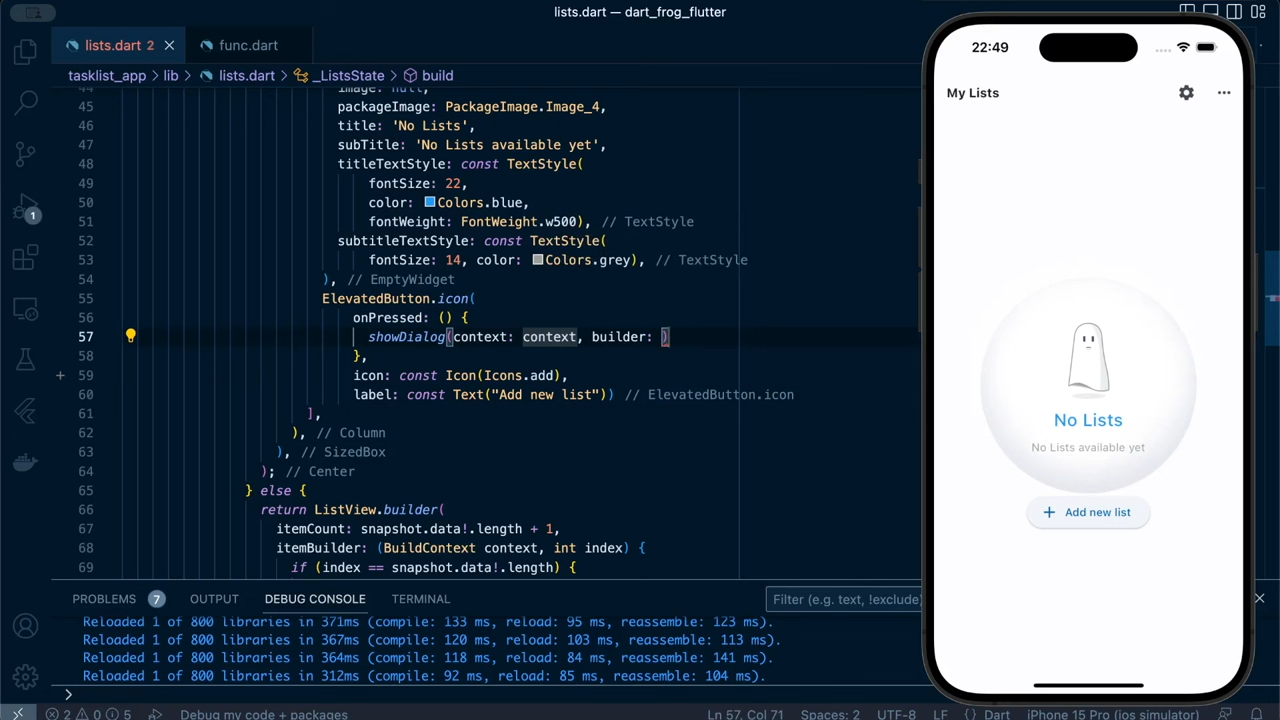 lists.dart — dart_frog_flutter
lists.dart 2
func.dart
tasklist_app > lib > lists.dart > _ListsState > build
44 image: null,
45 packageImage: PackageImage.Image_4,
46 title: 'No Lists',
47 subTitle: 'No Lists available yet',
48 titleTextStyle: const TextStyle(
49 fontSize: 22,
50 color: Colors.blue,
51 fontWeight: FontWeight.w500), // TextStyle
52 subtitleTextStyle: const TextStyle(
53 fontSize: 14, color: Colors.grey), // TextStyle
54 ), // EmptyWidget
55 ElevatedButton.icon(
56 onPressed: () {
57 showDialog(context: context, builder: )
58 },
59 icon: const Icon(Icons.add),
60 label: const Text("Add new list")) // ElevatedButton.icon
61 ],
62 ), // Column
63 ), // SizedBox
64 ); // Center
65 } else {
66 return ListView.builder(
67 itemCount: snapshot.data!.length + 1,
68 itemBuilder: (BuildContext context, int index) {
69 if (index == snapshot.data!.length) {
1
PROBLEMS 7 OUTPUT DEBUG CONSOLE TERMINAL Filter (e.g. text, !exclude)
Reloaded 1 of 800 libraries in 371ms (compile: 133 ms, reload: 95 ms, reassemble: 123 ms).
Reloaded 1 of 800 libraries in 367ms (compile: 120 ms, reload: 103 ms, reassemble: 113 ms).
Reloaded 1 of 800 libraries in 364ms (compile: 118 ms, reload: 84 ms, reassemble: 141 ms).
Reloaded 1 of 800 libraries in 312ms (compile: 92 ms, reload: 85 ms, reassemble: 104 ms).
2 0 5 Debug my code + packages Ln 57, Col 71 Spaces: 2 UTF-8 LF {} Dart iPhone 15 Pro (ios simulator)
22:49
My Lists
No Lists
No Lists available yet
+ Add new list